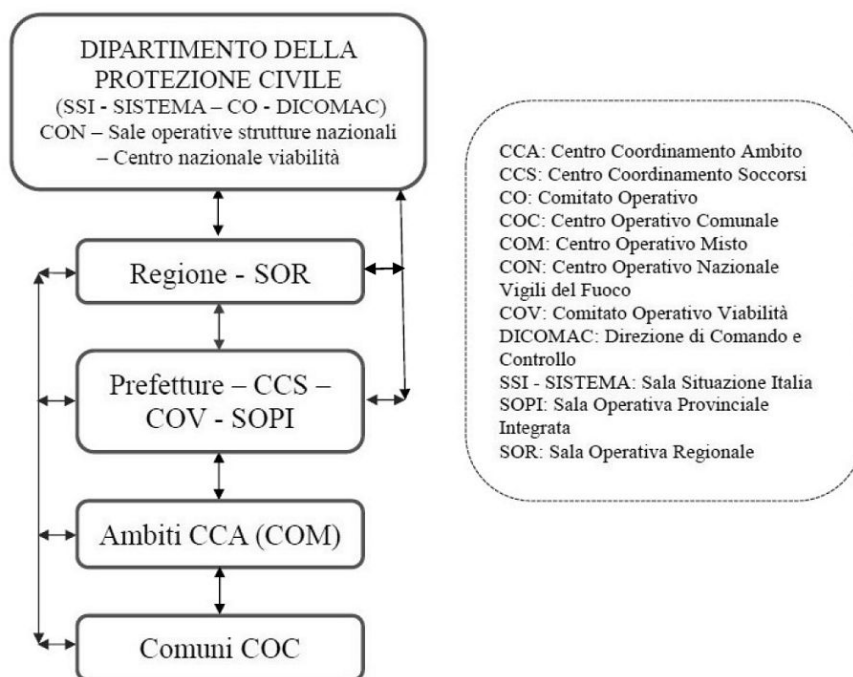 DIPARTIMENTO DELLA
PROTEZIONE CIVILE
(SSI - SISTEMA – CO - DICOMAC)
CON – Sale operative strutture nazionali
– Centro nazionale viabilità
Regione - SOR
Prefetture – CCS –
COV - SOPI
Ambiti CCA (COM)
Comuni COC
CCA: Centro Coordinamento Ambito
CCS: Centro Coordinamento Soccorsi
CO: Comitato Operativo
COC: Centro Operativo Comunale
COM: Centro Operativo Misto
CON: Centro Operativo Nazionale
Vigili del Fuoco
COV: Comitato Operativo Viabilità
DICOMAC: Direzione di Comando e
Controllo
SSI - SISTEMA: Sala Situazione Italia
SOPI: Sala Operativa Provinciale
Integrata
SOR: Sala Operativa Regionale